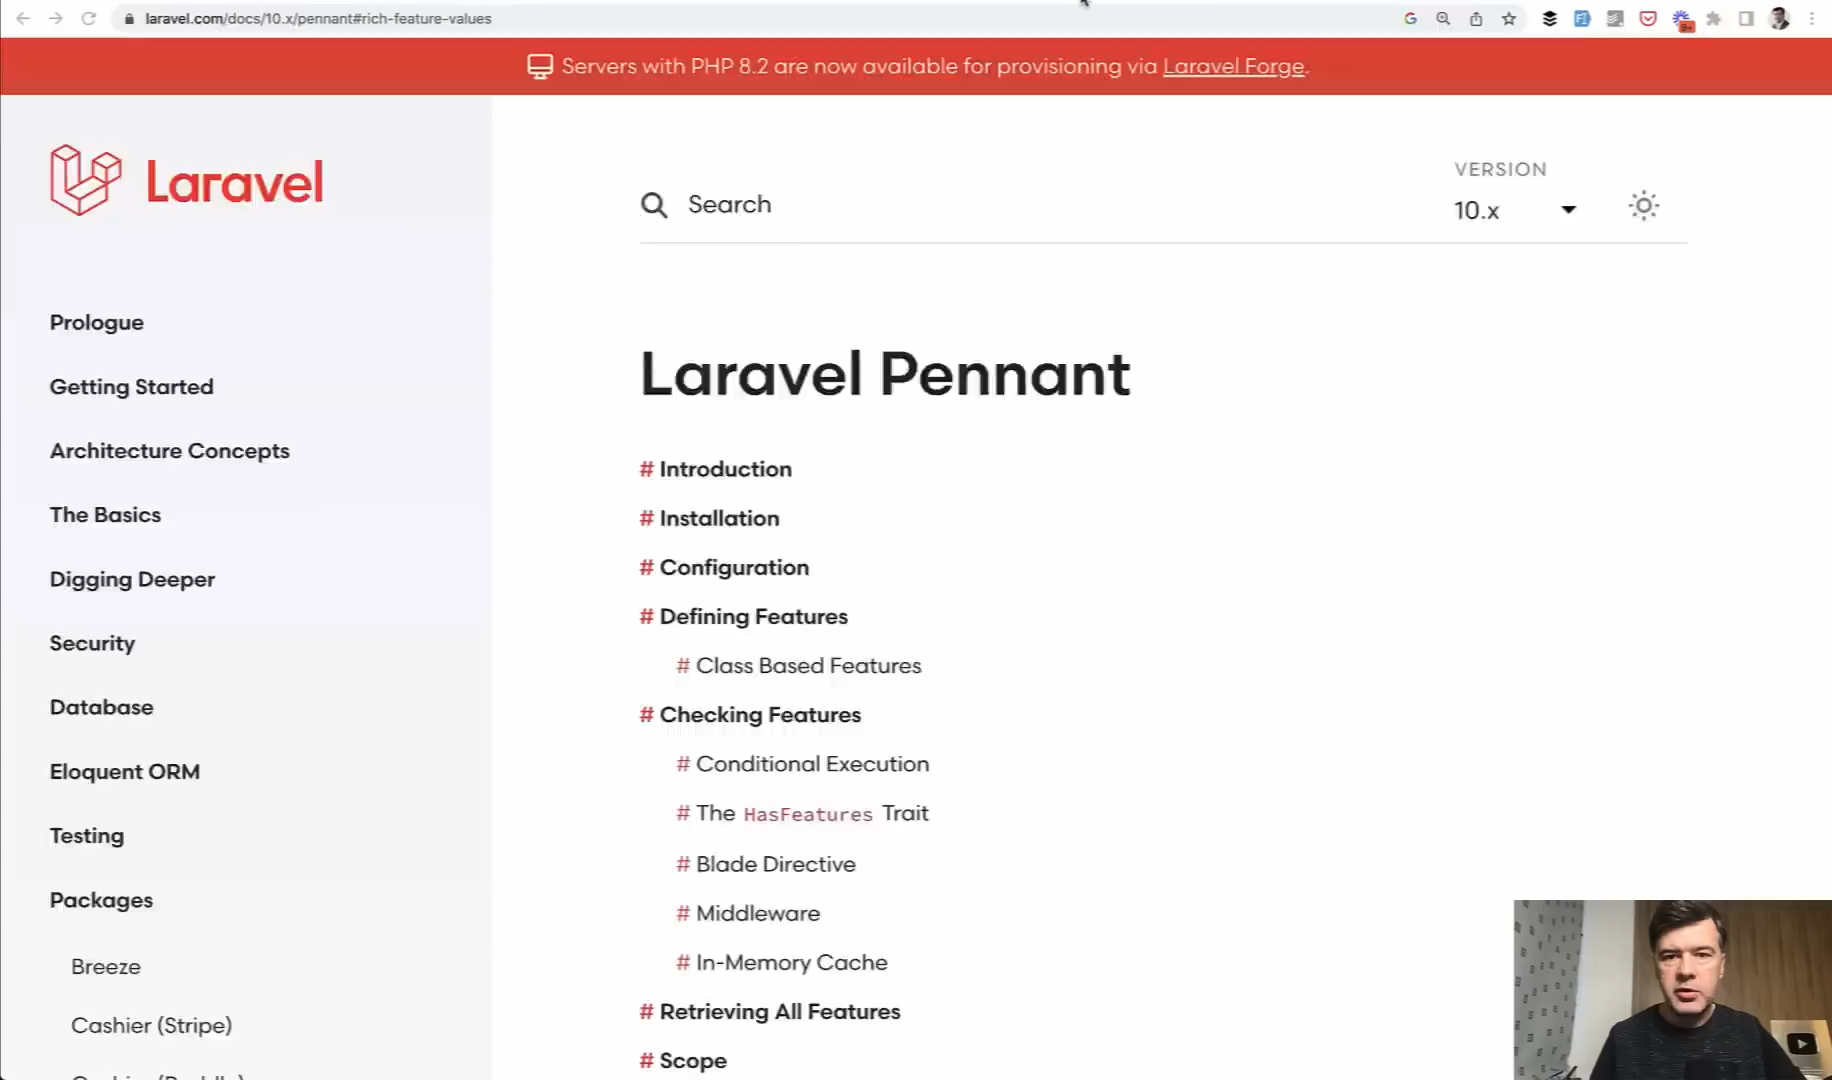 laravel.com/docs/10.x/pennant#rich-feature-values
9+
Servers with PHP 8.2 are now available for provisioning via Laravel Forge.
Laravel
Search
VERSION
10.x
Prologue
Getting Started
Architecture Concepts
The Basics
Digging Deeper
Security
Database
Eloquent ORM
Testing
Packages
Breeze
Cashier (Stripe)
Laravel Pennant
# Introduction
# Installation
# Configuration
# Defining Features
# Class Based Features
# Checking Features
# Conditional Execution
# The HasFeatures Trait
# Blade Directive
# Middleware
# In-Memory Cache
# Retrieving All Features
# Scope